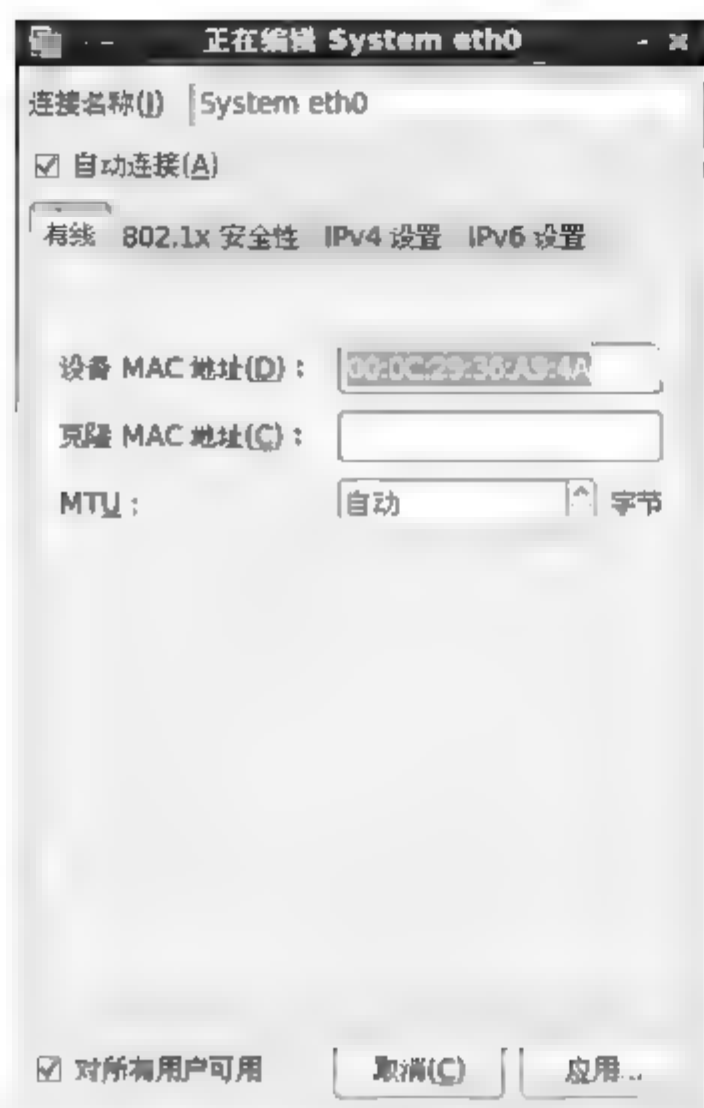 正在编辑 System eth0
连接名称(I) System eth0
自动连接(A)
有线 802.1x 安全性 IPv4 设置 IPv6 设置
设备 MAC 地址(D)： 00:0C:29:36:A9:4A
克隆 MAC 地址(C)：
MTU： 自动 字节
对所有用户可用 取消(C) 应用...